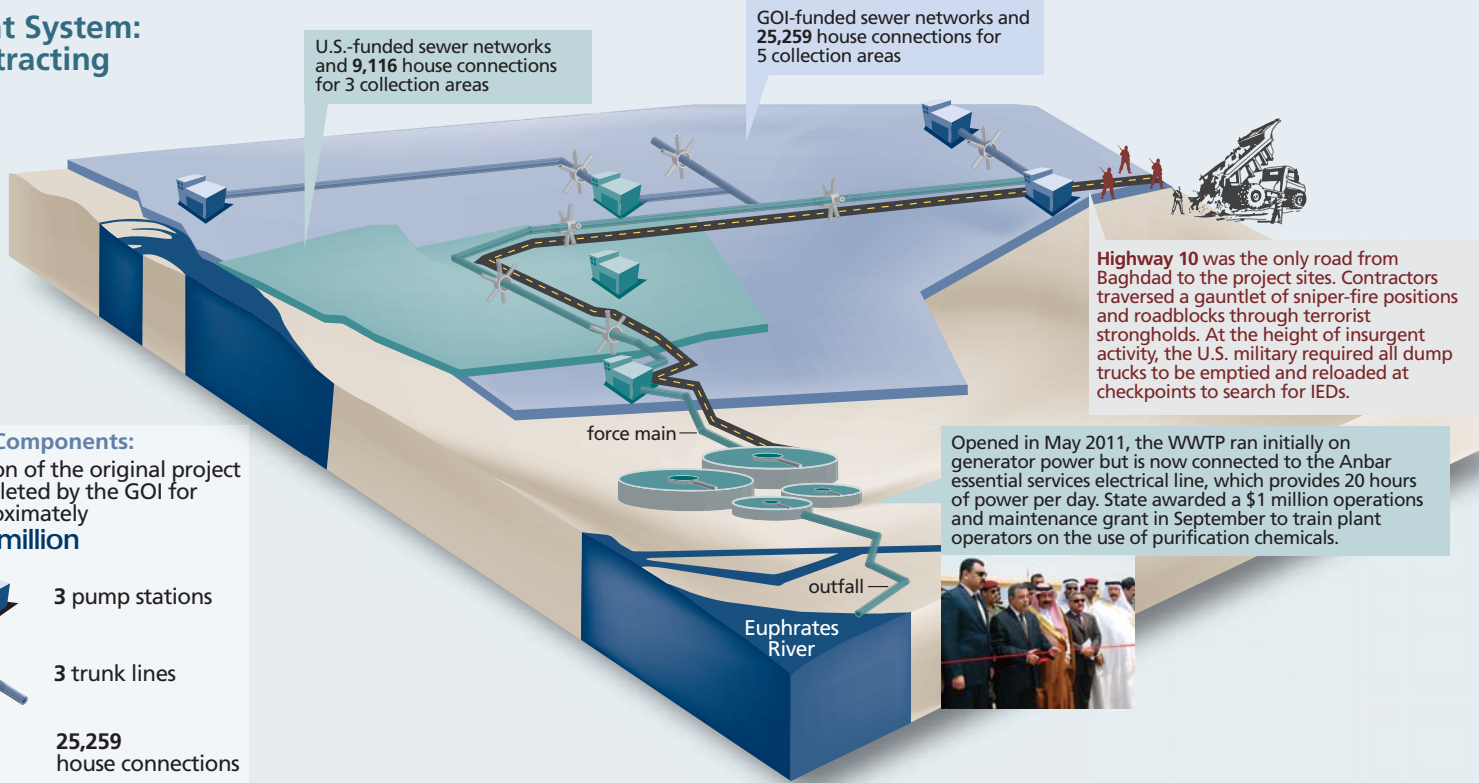 t System:
tracting
U.S.-funded sewer networks
and 9,116 house connections
for 3 collection areas
GOI-funded sewer networks and
25,259 house connections for
5 collection areas
Highway 10 was the only road from
Baghdad to the project sites. Contractors
traversed a gauntlet of sniper-fire positions
and roadblocks through terrorist
strongholds. At the height of insurgent
activity, the U.S. military required all dump
trucks to be emptied and reloaded at
checkpoints to search for IEDs.
force main
Opened in May 2011, the WWTP ran initially on
generator power but is now connected to the Anbar
essential services electrical line, which provides 20 hours
of power per day. State awarded a $1 million operations
and maintenance grant in September to train plant
operators on the use of purification chemicals.
outfall
Euphrates
River
Components:
on of the original project
leted by the GOI for
oximately
million
3 pump stations
3 trunk lines
25,259
house connections